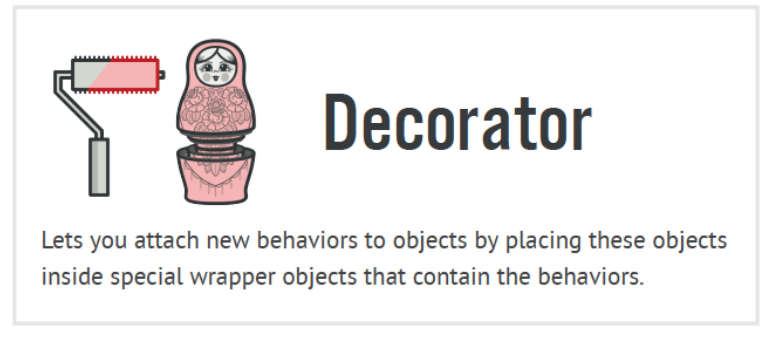 Decorator
Lets you attach new behaviors to objects by placing these objects
inside special wrapper objects that contain the behaviors.